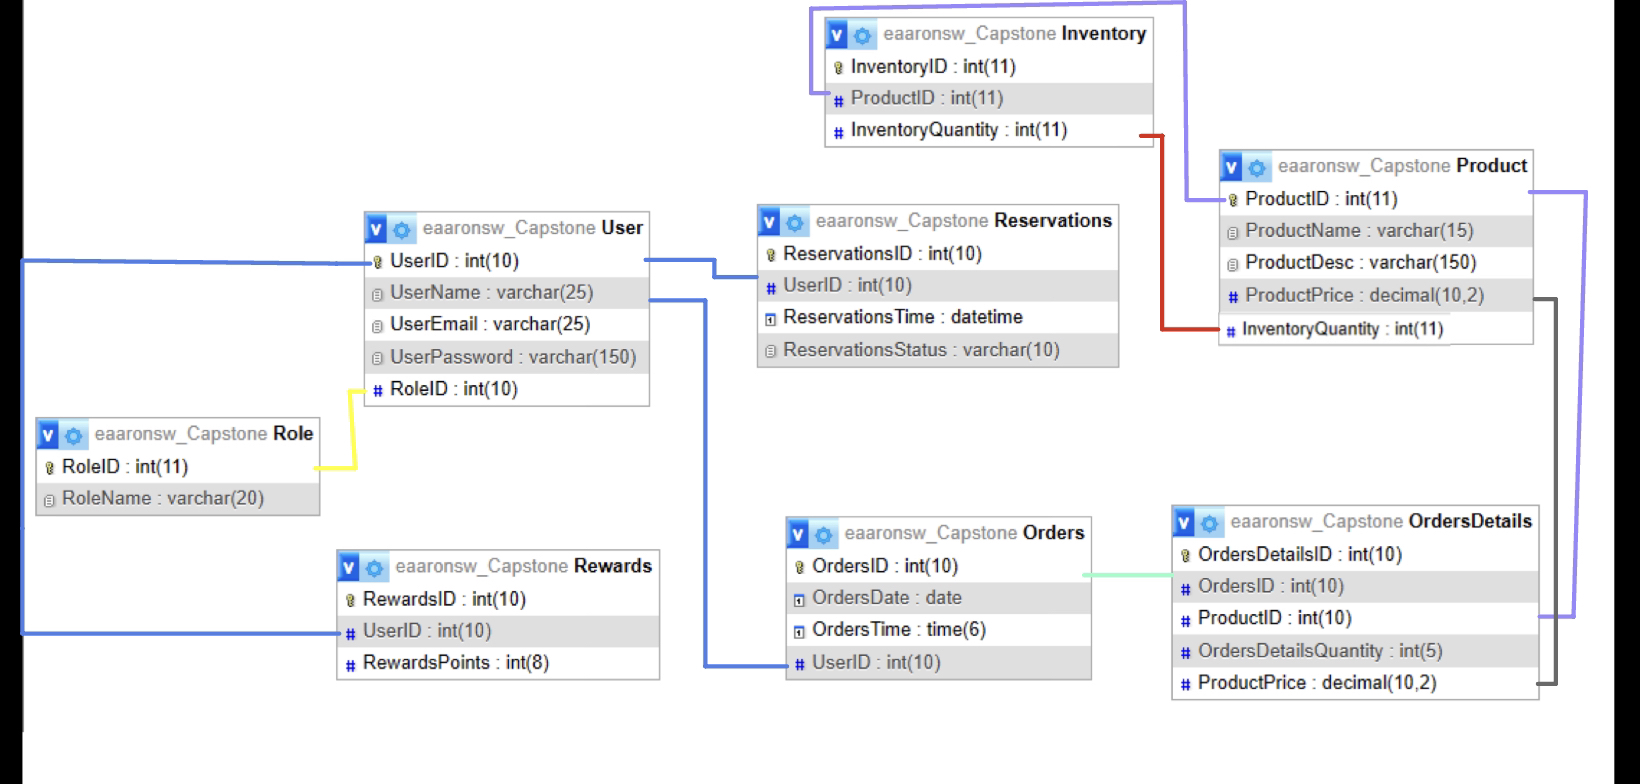 v eaaronsw_Capstone Inventory
InventoryID : int(11)
# ProductID : int(11)
# InventoryQuantity : int(11)
v eaaronsw_Capstone Product
ProductID : int(11)
ProductName : varchar(15)
ProductDesc : varchar(150)
# ProductPrice : decimal(10,2)
# InventoryQuantity : int(11)
v eaaronsw_Capstone User
UserID : int(10)
UserName : varchar(25)
UserEmail : varchar(25)
UserPassword : varchar(150)
# RoleID : int(10)
v eaaronsw_Capstone Reservations
ReservationsID : int(10)
# UserID : int(10)
ReservationsTime : datetime
ReservationsStatus : varchar(10)
v eaaronsw_Capstone Role
RoleID : int(11)
RoleName : varchar(20)
v eaaronsw_Capstone Rewards
RewardsID : int(10)
# UserID : int(10)
# RewardsPoints : int(8)
v eaaronsw_Capstone Orders
OrdersID : int(10)
OrdersDate : date
OrdersTime : time(6)
# UserID : int(10)
v eaaronsw_Capstone OrdersDetails
OrdersDetailsID : int(10)
# OrdersID : int(10)
# ProductID : int(10)
# OrdersDetailsQuantity : int(5)
# ProductPrice : decimal(10,2)